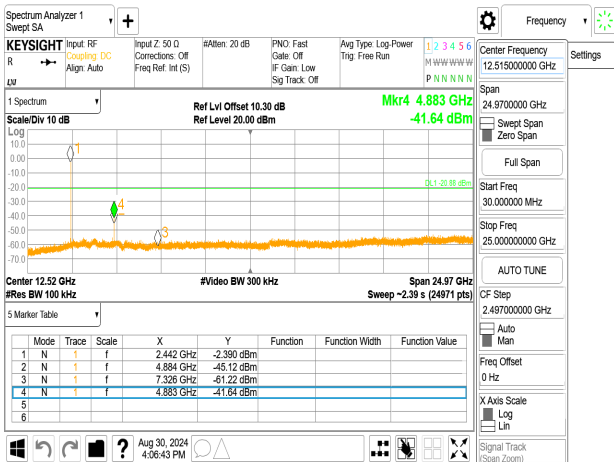 Spectrum Analyzer 1
Swept SA
Frequency
KEYSIGHT
R
Input: RF
Coupling: DC
Align: Auto
Input Z: 50 Ω
Corrections: Off
Freq Ref: Int (S)
#Atten: 20 dB
PNO: Fast
Gate: Off
IF Gain: Low
Sig Track: Off
Avg Type: Log-Power
Trig: Free Run
1 2 3 4 5 6
M W W W W W
P N N N N N
LXI
1 Spectrum
Scale/Div 10 dB
Ref Lvl Offset 10.30 dB
Ref Level 20.00 dBm
Mkr4 4.883 GHz
-41.64 dBm
Log
10.0
0.00
-10.0
-20.0
-30.0
-40.0
-50.0
-60.0
-70.0
1
4
3
DL1 -20.88 dBm
Center 12.52 GHz
#Video BW 300 kHz
Span 24.97 GHz
#Res BW 100 kHz
Sweep ~2.39 s (24971 pts)
5 Marker Table
Mode Trace Scale X Y Function Function Width Function Value
1 N 1 f 2.442 GHz -2.390 dBm
2 N 1 f 4.884 GHz -45.12 dBm
3 N 1 f 7.326 GHz -61.22 dBm
4 N 1 f 4.883 GHz -41.64 dBm
5
6
Aug 30, 2024
4:06:43 PM
?
Center Frequency
12.515000000 GHz
Settings
Span
24.9700000 GHz
Swept Span
Zero Span
Full Span
Start Freq
30.000000 MHz
Stop Freq
25.000000000 GHz
AUTO TUNE
CF Step
2.497000000 GHz
Auto
Man
Freq Offset
0 Hz
X Axis Scale
Log
Lin
Signal Track
(Span Zoom)